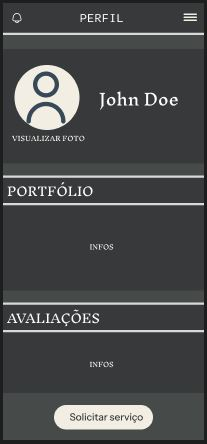 PERFIL
John Doe
VISUALIZAR FOTO
PORTFÓLIO
INFOS
AVALIAÇÕES
INFOS
Solicitar serviço